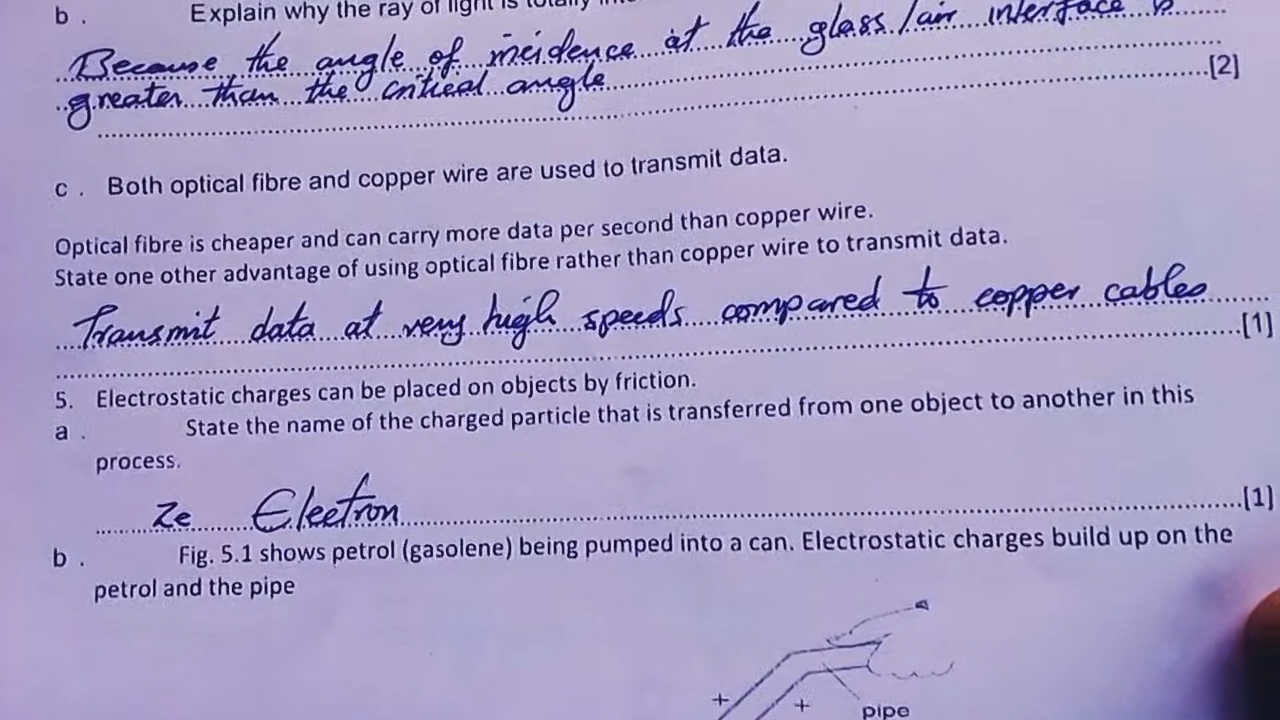 b . Explain why the ray of light is totally
Because the angle of incidence at the glass/air interface is
greater than the critical angle
[2]
c . Both optical fibre and copper wire are used to transmit data.
Optical fibre is cheaper and can carry more data per second than copper wire.
State one other advantage of using optical fibre rather than copper wire to transmit data.
Transmit data at very high speeds compared to copper cables
[1]
5. Electrostatic charges can be placed on objects by friction.
a . State the name of the charged particle that is transferred from one object to another in this
process.
Ze Electron [1]
b . Fig. 5.1 shows petrol (gasolene) being pumped into a can. Electrostatic charges build up on the
petrol and the pipe
+ + pipe